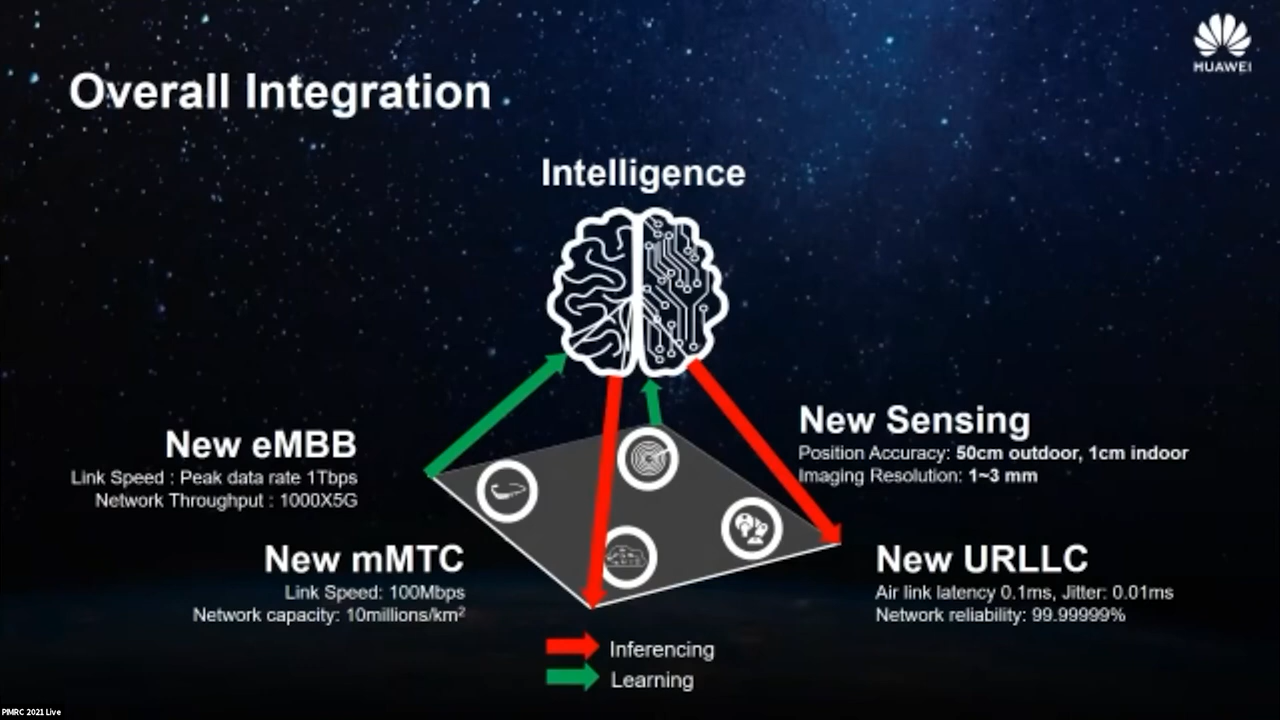 HUAWEI
Overall Integration
Intelligence
New eMBB
Link Speed : Peak data rate 1Tbps
Network Throughput : 1000X5G
New Sensing
Position Accuracy: 50cm outdoor, 1cm indoor
Imaging Resolution: 1~3 mm
New mMTC
Link Speed: 100Mbps
Network capacity: 10millions/km²
New URLLC
Air link latency 0.1ms, Jitter: 0.01ms
Network reliability: 99.99999%
Inferencing
Learning
PIMRC 2021 Live